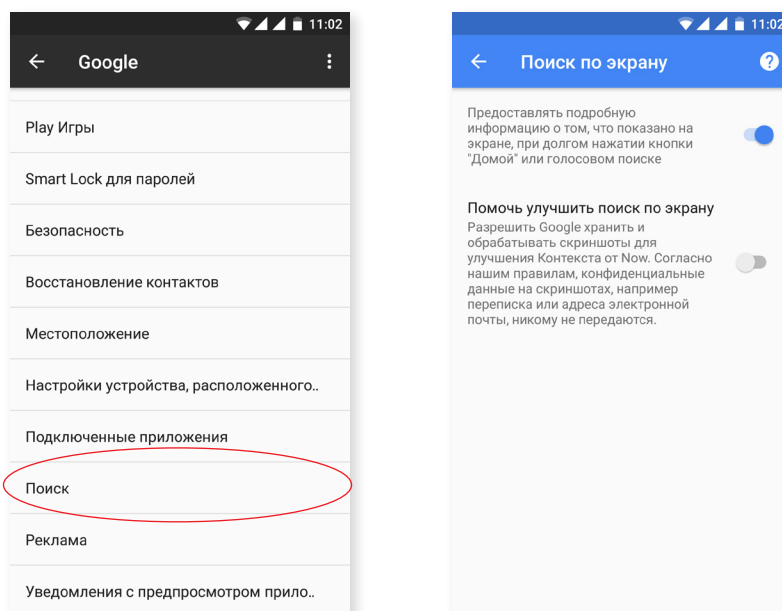 11:02
Google
Play Игры
Smart Lock для паролей
Безопасность
Восстановление контактов
Местоположение
Настройки устройства, расположенного..
Подключенные приложения
Поиск
Реклама
Уведомления с предпросмотром прило..
11:02
Поиск по экрану
?
Предоставлять подробную
информацию о том, что показано на
экране, при долгом нажатии кнопки
"Домой" или голосовом поиске
Помочь улучшить поиск по экрану
Разрешить Google хранить и
обрабатывать скриншоты для
улучшения Контекста от Now. Согласно
нашим правилам, конфиденциальные
данные на скриншотах, например
переписка или адреса электронной
почты, никому не передаются.